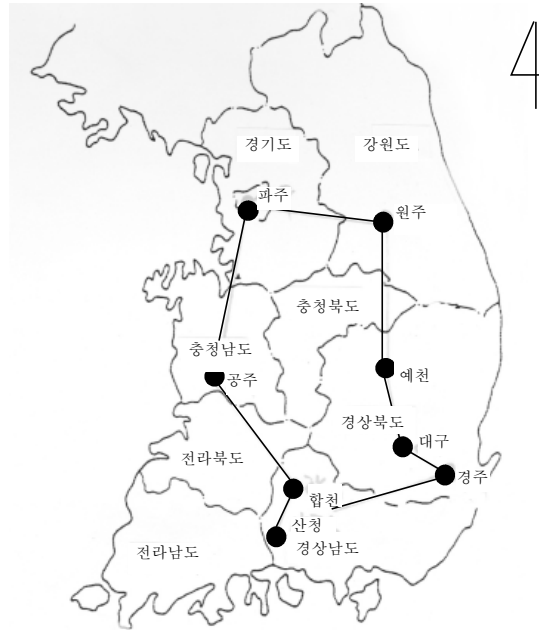 경기도
강원도
파주
원주
충청북도
충청남도
공주
예천
경상북도
대구
전라북도
경주
합천
산청
경상남도
전라남도